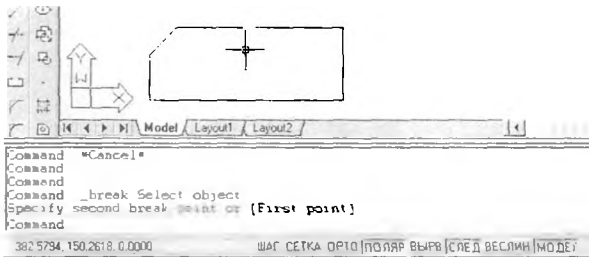 Y
W
X
Model / Layout1 / Layout2 /
Command *Cancel*
Command
Command
Command _break Select object
Specify second break point or [First point]
Command
382.5794, 150.2618, 0.0000 ШАГ СЕТКА ОРТО ПОЛЯР ВЫРВ СЛЕД ВЕСЛИН МОДЕЛ